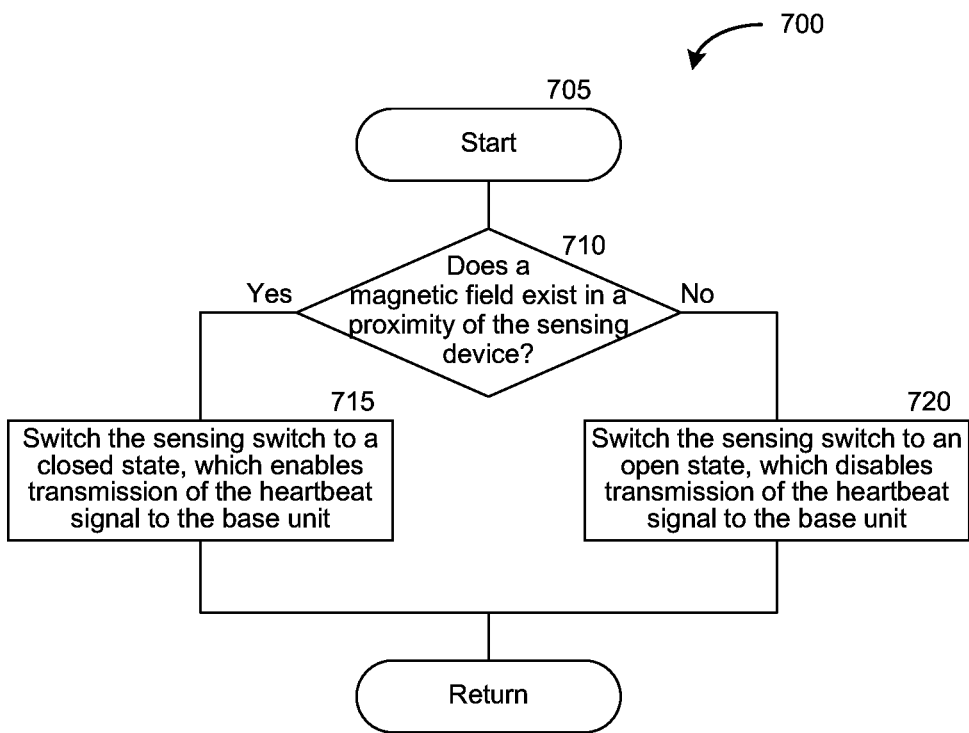 700
705
Start
710
Does a
magnetic field exist in a
proximity of the sensing
device?
Yes
No
715
Switch the sensing switch to a
closed state, which enables
transmission of the heartbeat
signal to the base unit
720
Switch the sensing switch to an
open state, which disables
transmission of the heartbeat
signal to the base unit
Return